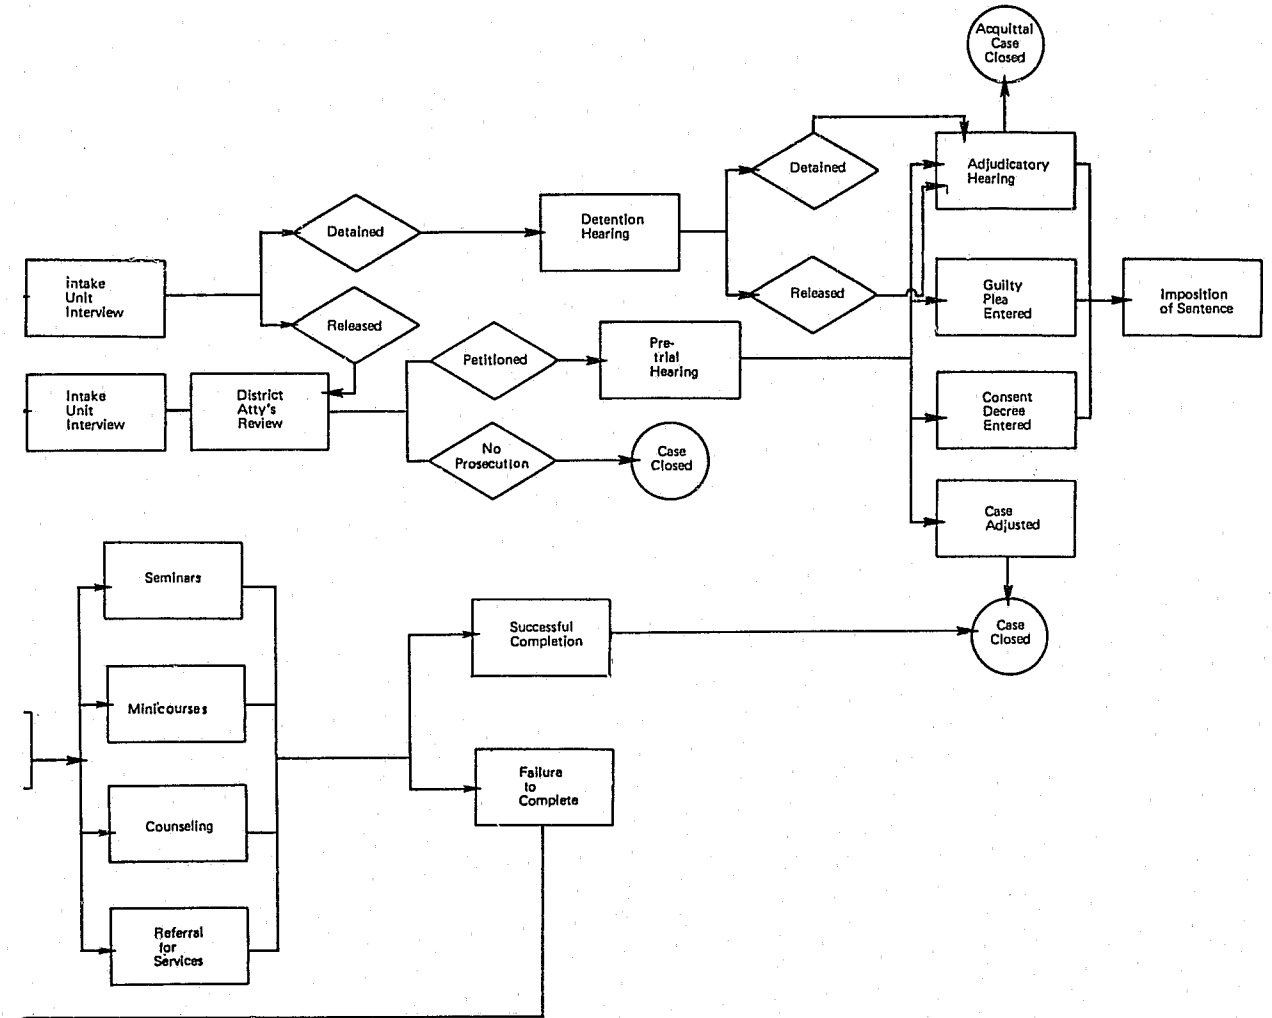 Acquittal
Case
Closed
Detained
Adjudicatory
Hearing
Detained
Detention
Hearing
Intake
Unit
Interview
Released
Released
Guilty
Plea
Entered
Imposition
of Sentence
Petitioned
Pre-
trial
Hearing
Intake
Unit
Interview
District
Atty's
Review
Consent
Decree
Entered
No
Prosecution
Case
Closed
Case
Adjusted
Seminars
Successful
Completion
Case
Closed
Minicourses
Failure
to
Complete
Counseling
Referral
for
Services